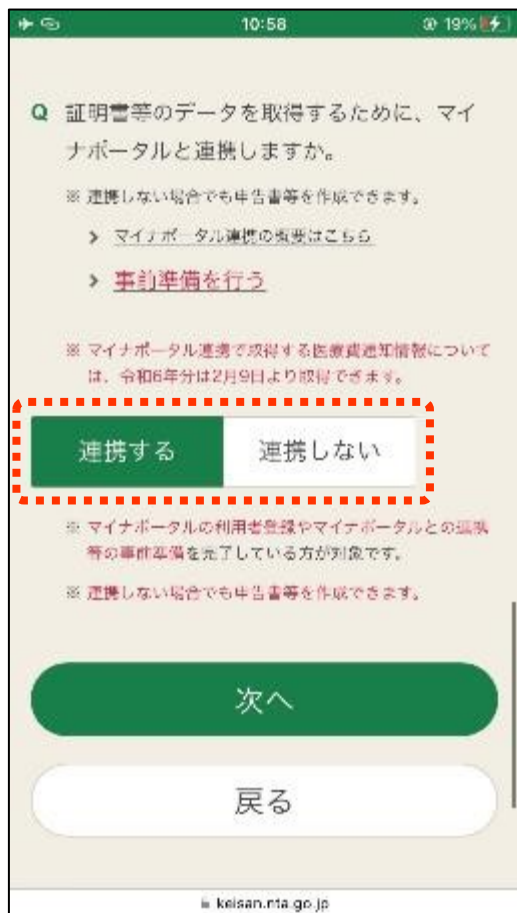 10:58
19%
Q 証明書等のデータを取得するために、マイ
ナポータルと連携しますか。
※ 連携しない場合でも申告書等を作成できます。
> マイナポータル連携の概要はこちら
> 事前準備を行う
※ マイナポータル連携で取得する医療費通知情報について
は、令和6年分は2月9日より取得できます。
連携する 連携しない
※ マイナポータルの利用者登録やマイナポータルとの連携
等の事前準備を完了している方が対象です。
※ 連携しない場合でも申告書等を作成できます。
次へ
戻る
keisan.nta.go.jp